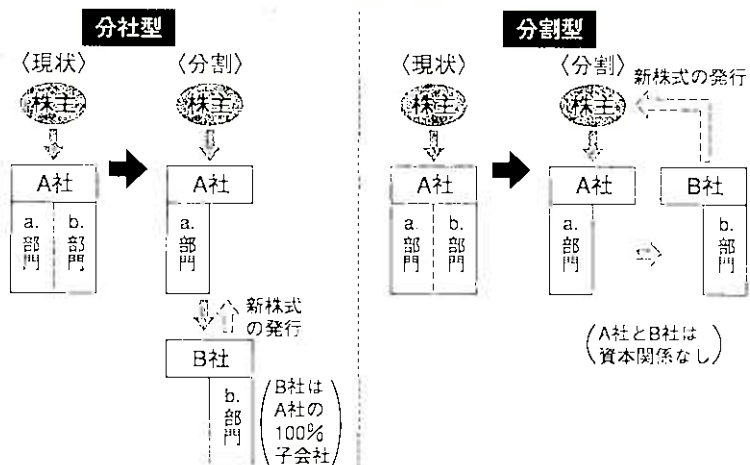 分社型
〈現状〉
〈分割〉
株主
株主
A社
A社
a.部門
b.部門
a.部門
新株式
の発行
B社
b.部門
(B社は
A社の
100%
子会社)
分割型
〈現状〉
〈分割〉
新株式の発行
株主
株主
A社
A社
B社
a.部門
b.部門
a.部門
b.部門
(A社とB社は
資本関係なし)